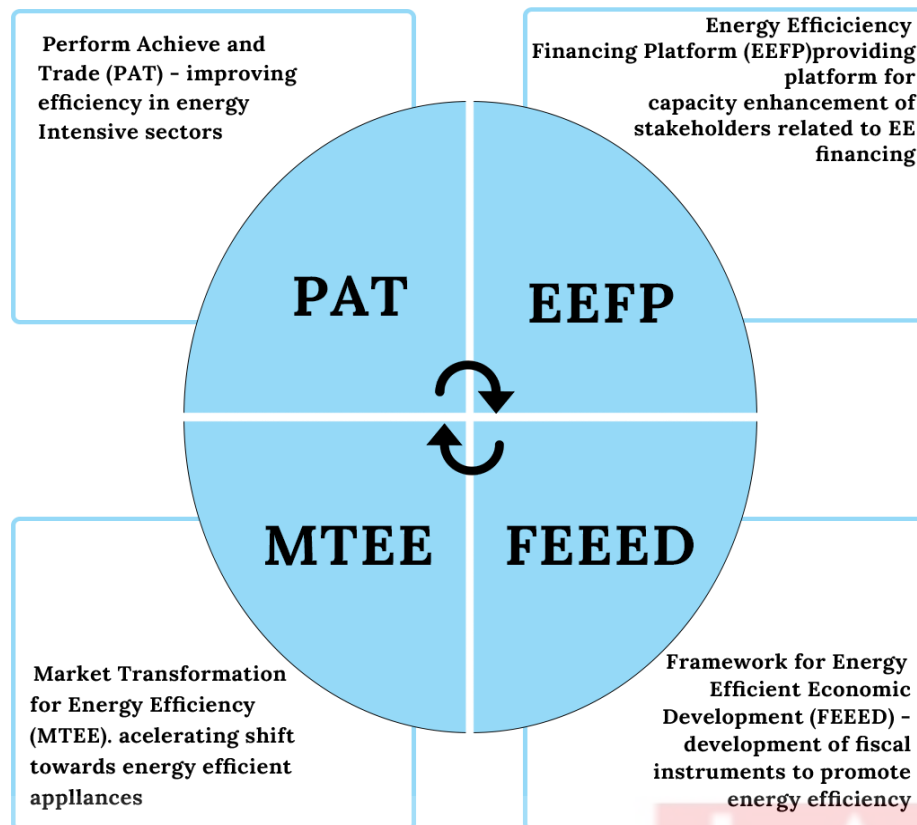 Perform Achieve and
Trade (PAT) - improving
efficiency in energy
Intensive sectors
Energy Efficiciency
Financing Platform (EEFP)providing
platform for
capacity enhancement of
stakeholders related to EE
financing
PAT
EEFP
MTEE
FEEED
Market Transformation
for Energy Efficiency
(MTEE). acelerating shift
towards energy efficient
appllances
Framework for Energy
Efficient Economic
Development (FEEED) -
development of fiscal
instruments to promote
energy efficiency